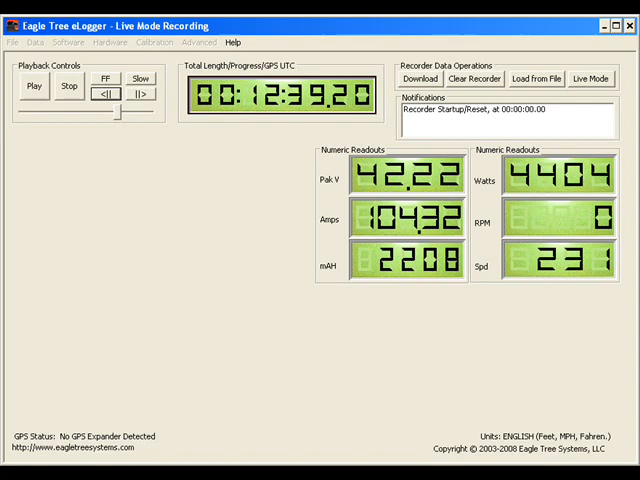 Eagle Tree eLogger - Live Mode Recording
File Data Software Hardware Calibration Advanced Help
Playback Controls
Play
Stop
FF
Slow
<||
||>
Total Length/Progress/GPS UTC
00:12:39.20
Recorder Data Operations
Download
Clear Recorder
Load from File
Live Mode
Notifications
Recorder Startup/Reset, at 00:00:00.00
Numeric Readouts
Pak V 42.22
Amps 104.32
mAH 2208
Numeric Readouts
Watts 4404
RPM 0
Spd 231
GPS Status: No GPS Expander Detected
http://www.eagletreesystems.com
Units: ENGLISH (Feet, MPH, Fahren.)
Copyright © 2003-2008 Eagle Tree Systems, LLC